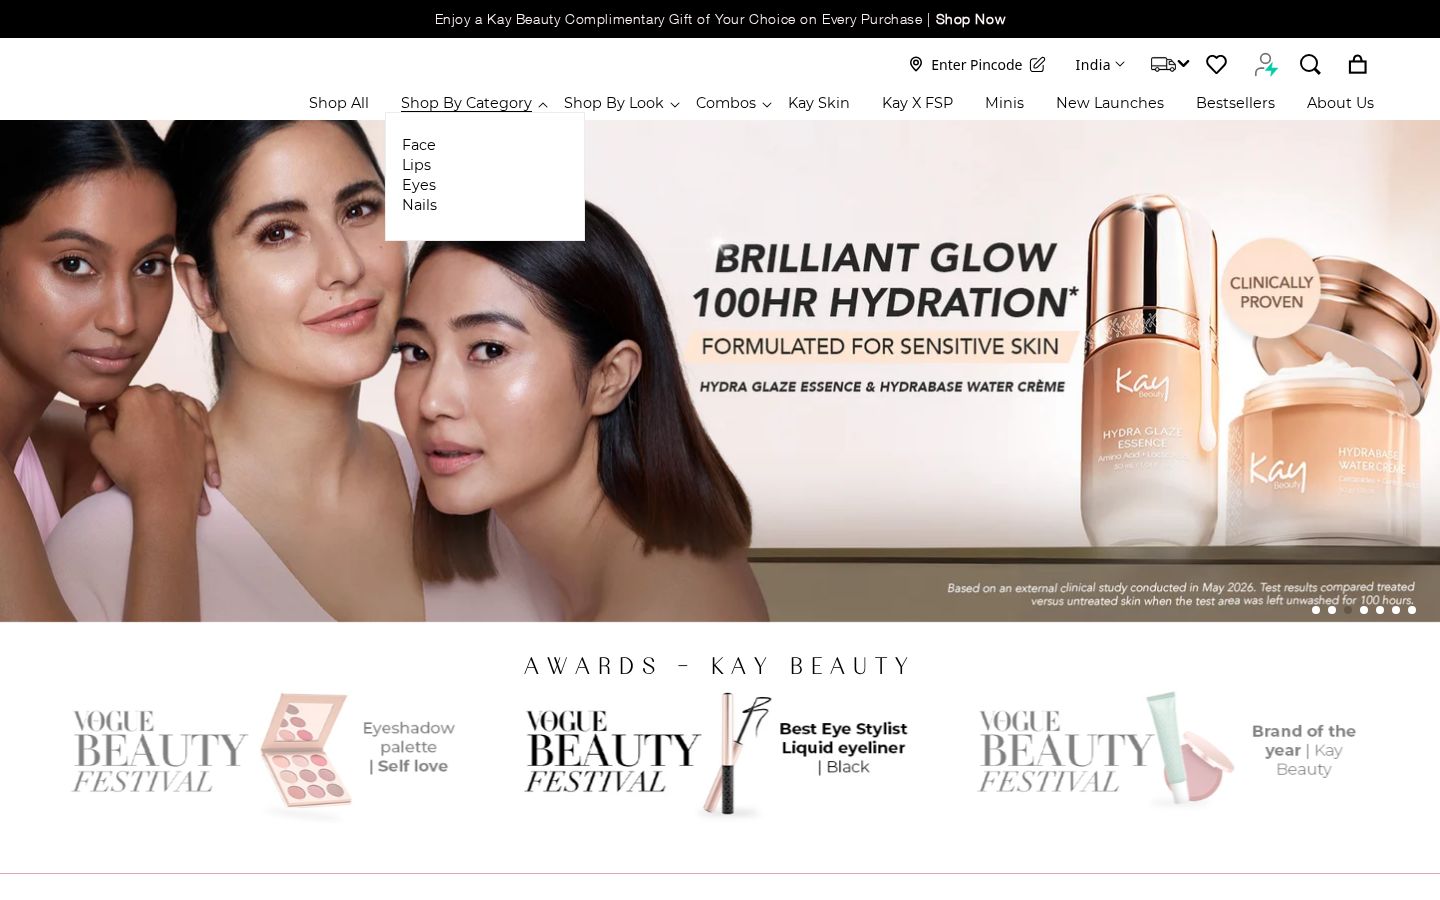 Enjoy a Kay Beauty Complimentary Gift of Your Choice on Every Purchase | Shop Now
Enter Pincode
India
Shop All
Shop By Category
Shop By Look
Combos
Kay Skin
Kay X FSP
Minis
New Launches
Bestsellers
About Us
Face
Lips
Eyes
Nails
BRILLIANT GLOW
100HR HYDRATION*
FORMULATED FOR SENSITIVE SKIN
HYDRA GLAZE ESSENCE & HYDRABASE WATER CRÈME
CLINICALLY
PROVEN
Kay
Beauty
HYDRA GLAZE
ESSENCE
Kay
Beauty
HYDRABASE
WATER CRÈME
Based on an external clinical study conducted in May 2026. Test results compared treated
versus untreated skin when the test area was left unwashed for 100 hours.
AWARDS - KAY BEAUTY
VOGUE
BEAUTY
FESTIVAL
Eyeshadow
palette
| Self love
VOGUE
BEAUTY
FESTIVAL
Best Eye Stylist
Liquid eyeliner
| Black
VOGUE
BEAUTY
FESTIVAL
Brand of the
year | Kay
Beauty